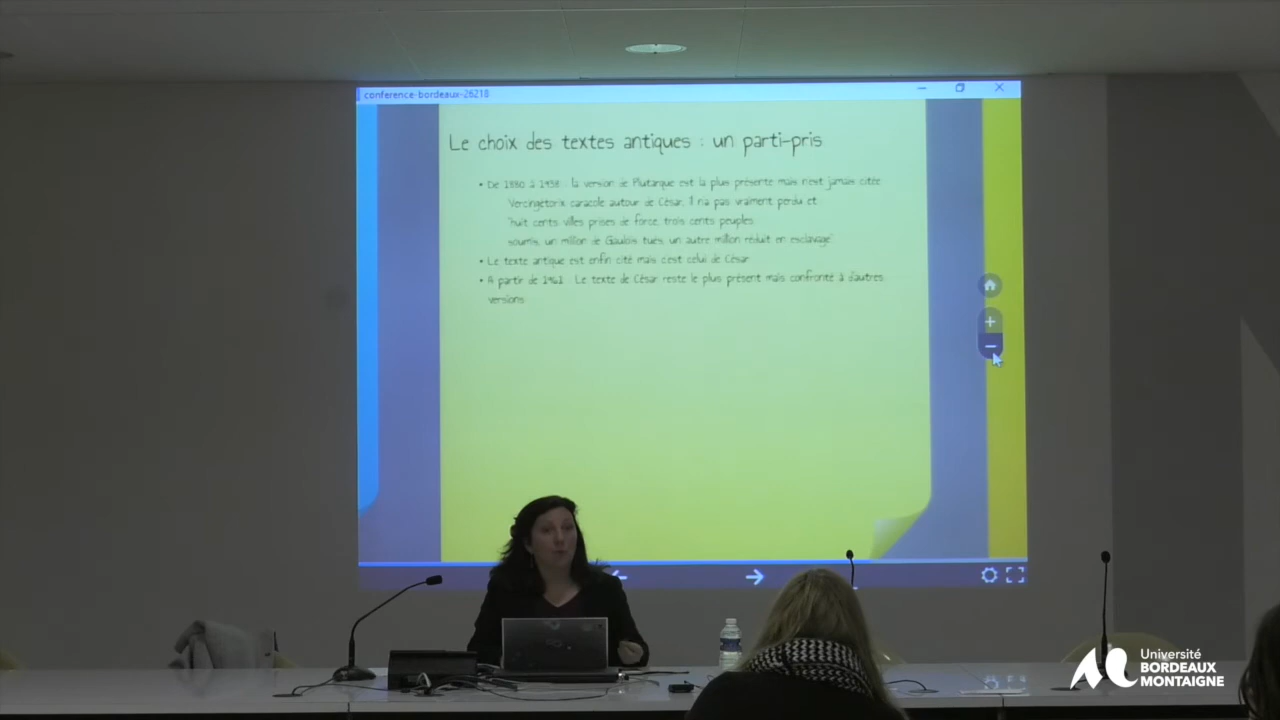 conference-bordeaux-26218
Le choix des textes antiques : un parti-pris
• De 1880 à 1938 : la version de Plutarque est la plus présente mais n'est jamais citée
Vercingétorix caracole autour de César, Il n'a pas vraiment perdu et
"huit cents villes prises de force, trois cents peuples
soumis, un million de Gaulois tués, un autre million réduit en esclavage"
• Le texte antique est enfin cité mais c'est celui de César
• A partir de 1961 : Le texte de César reste le plus présent mais confronté à d'autres
versions
Université
BORDEAUX
MONTAIGNE